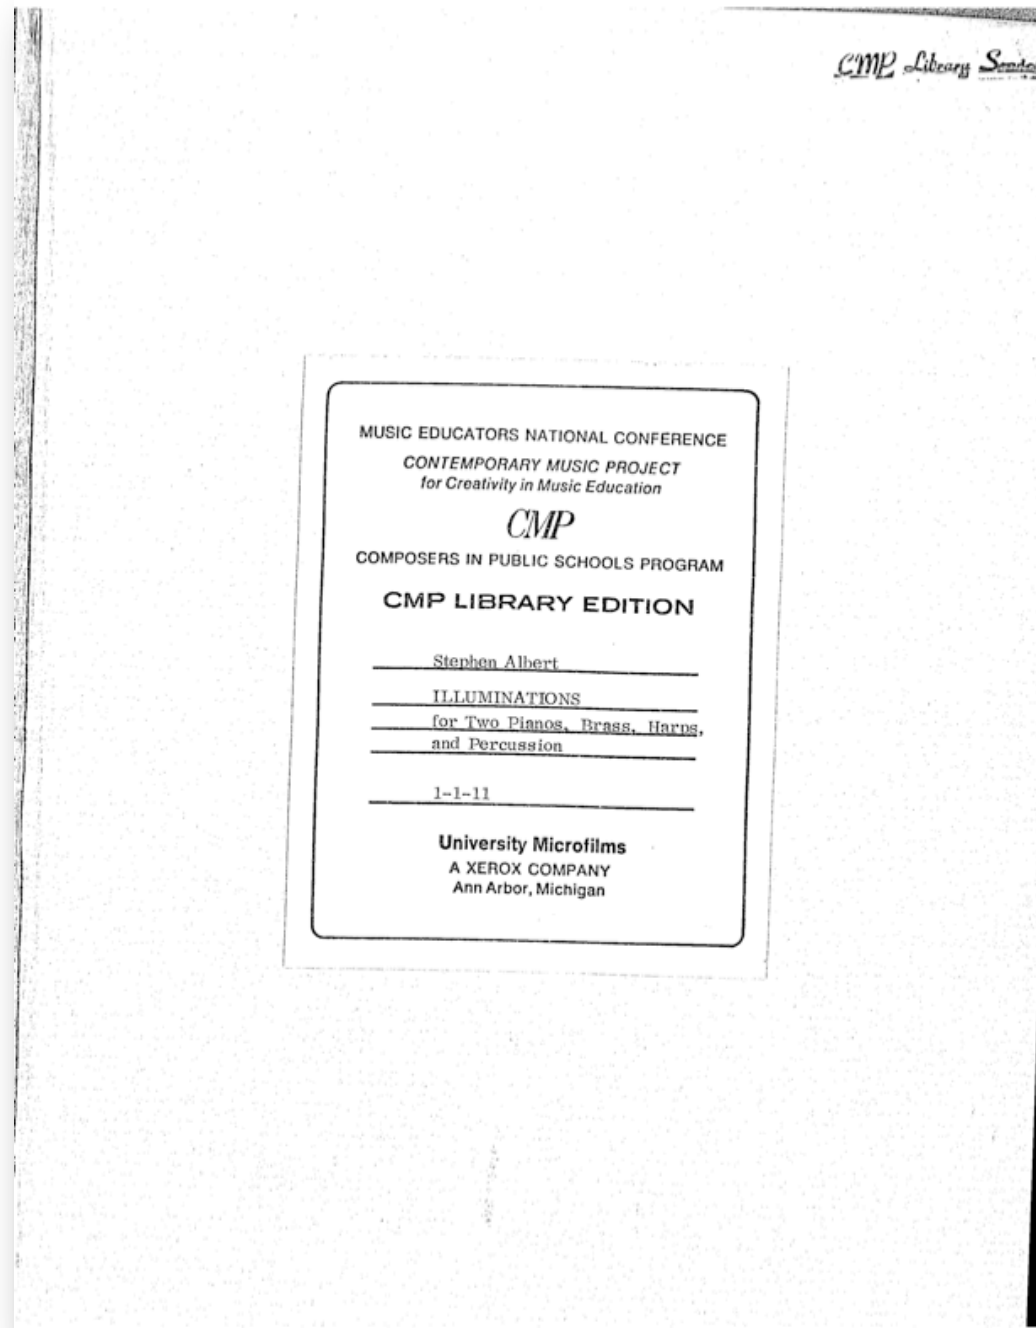 CMP Library
MUSIC EDUCATORS NATIONAL CONFERENCE
CONTEMPORARY MUSIC PROJECT
for Creativity in Music Education
CMP
COMPOSERS IN PUBLIC SCHOOLS PROGRAM
CMP LIBRARY EDITION
Stephen Albert
ILLUMINATIONS
for Two Pianos, Brass, Harps,
and Percussion
1-1-11
University Microfilms
A XEROX COMPANY
Ann Arbor, Michigan